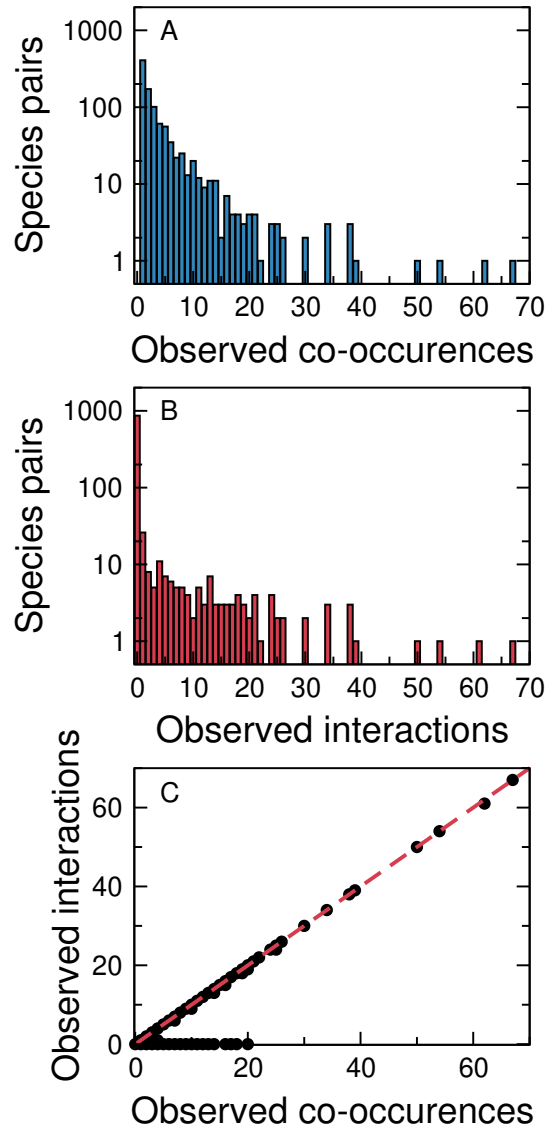 A
1000
100
10
1
Species pairs
0 10 20 30 40 50 60 70
Observed co-occurences
B
1000
100
10
1
Species pairs
0 10 20 30 40 50 60 70
Observed interactions
C
60
40
20
0
Observed interactions
0 20 40 60
Observed co-occurences